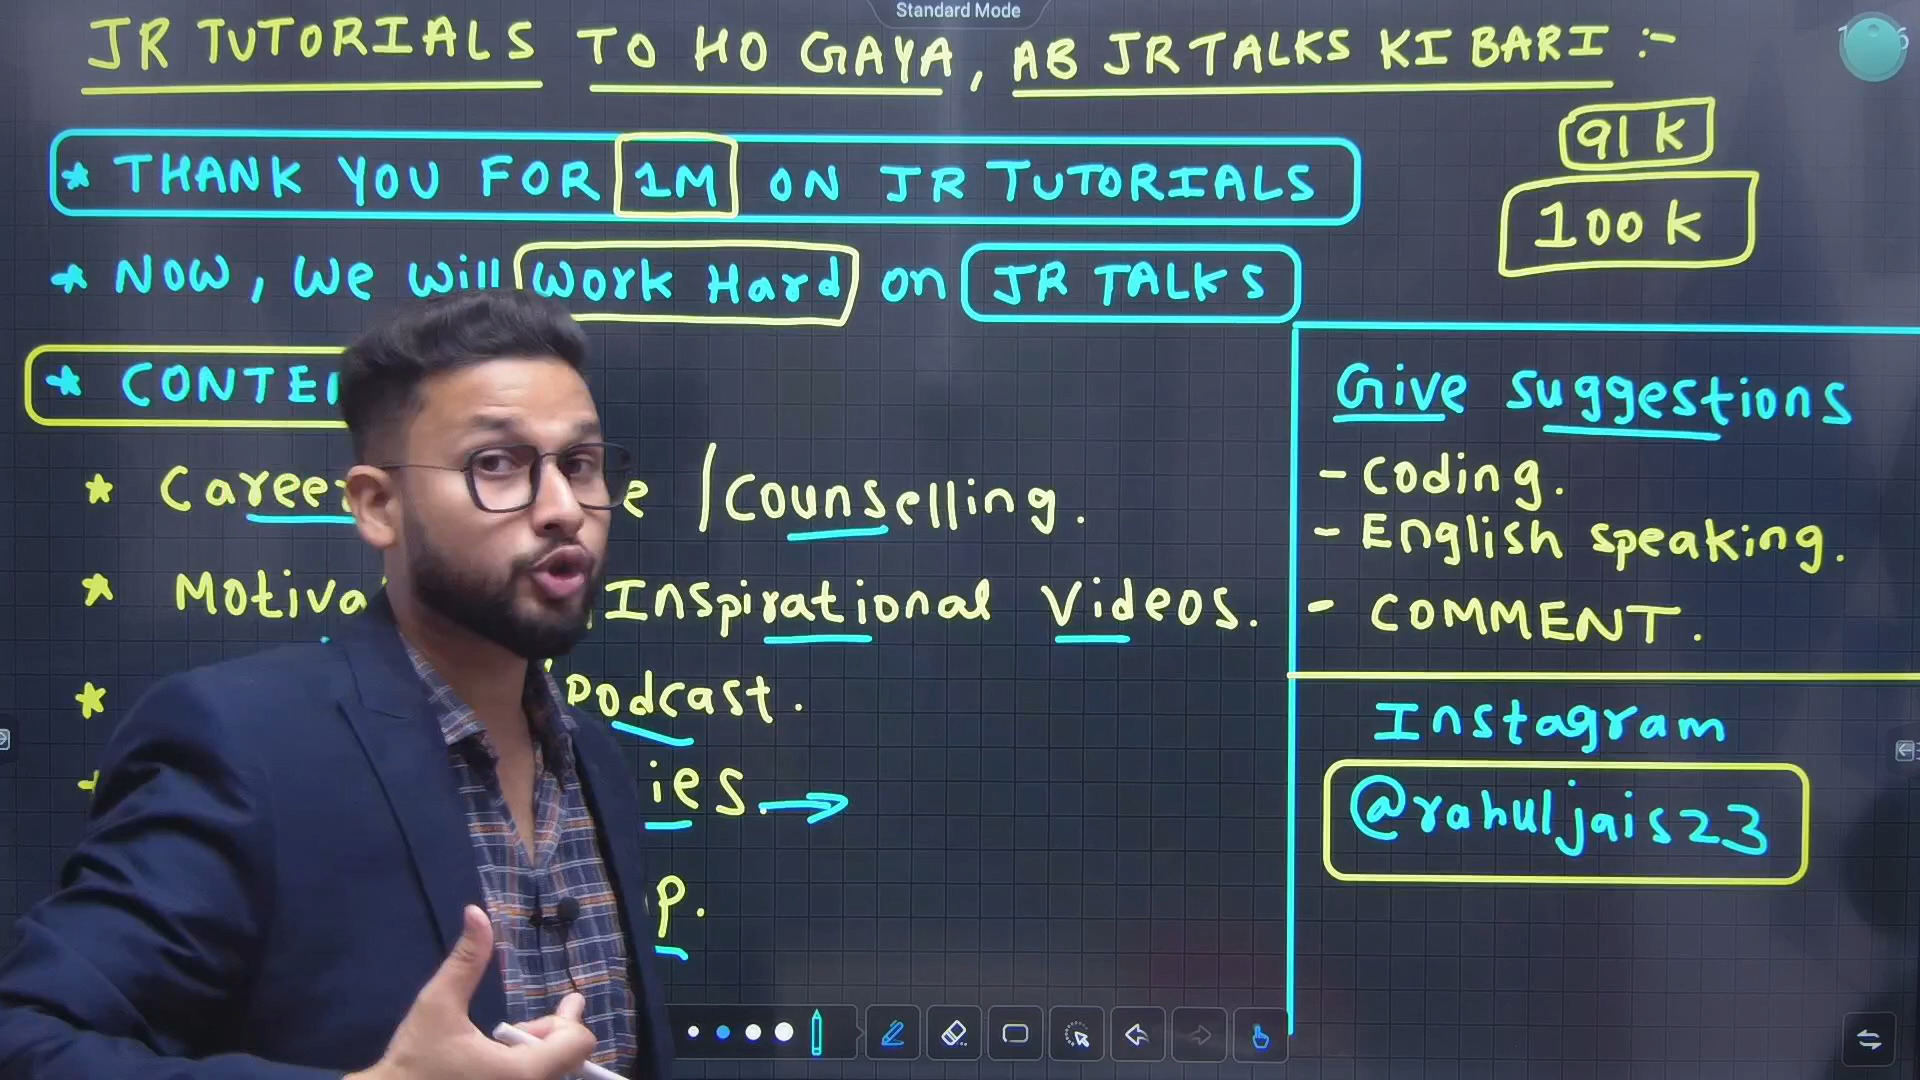 Standard Mode
JR TUTORIALS TO HO GAYA, AB JR TALKS KI BARI :-
91 K
100 K
* THANK YOU FOR 1M ON JR TUTORIALS
* Now, We will Work Hard on JR TALKS
* CONTE
* Caree e /Counselling.
* Motiva Inspirational Videos.
* Podcast.
ies.
p.
Give suggestions
- Coding.
- English speaking.
- COMMENT.
Instagram
@rahuljais23